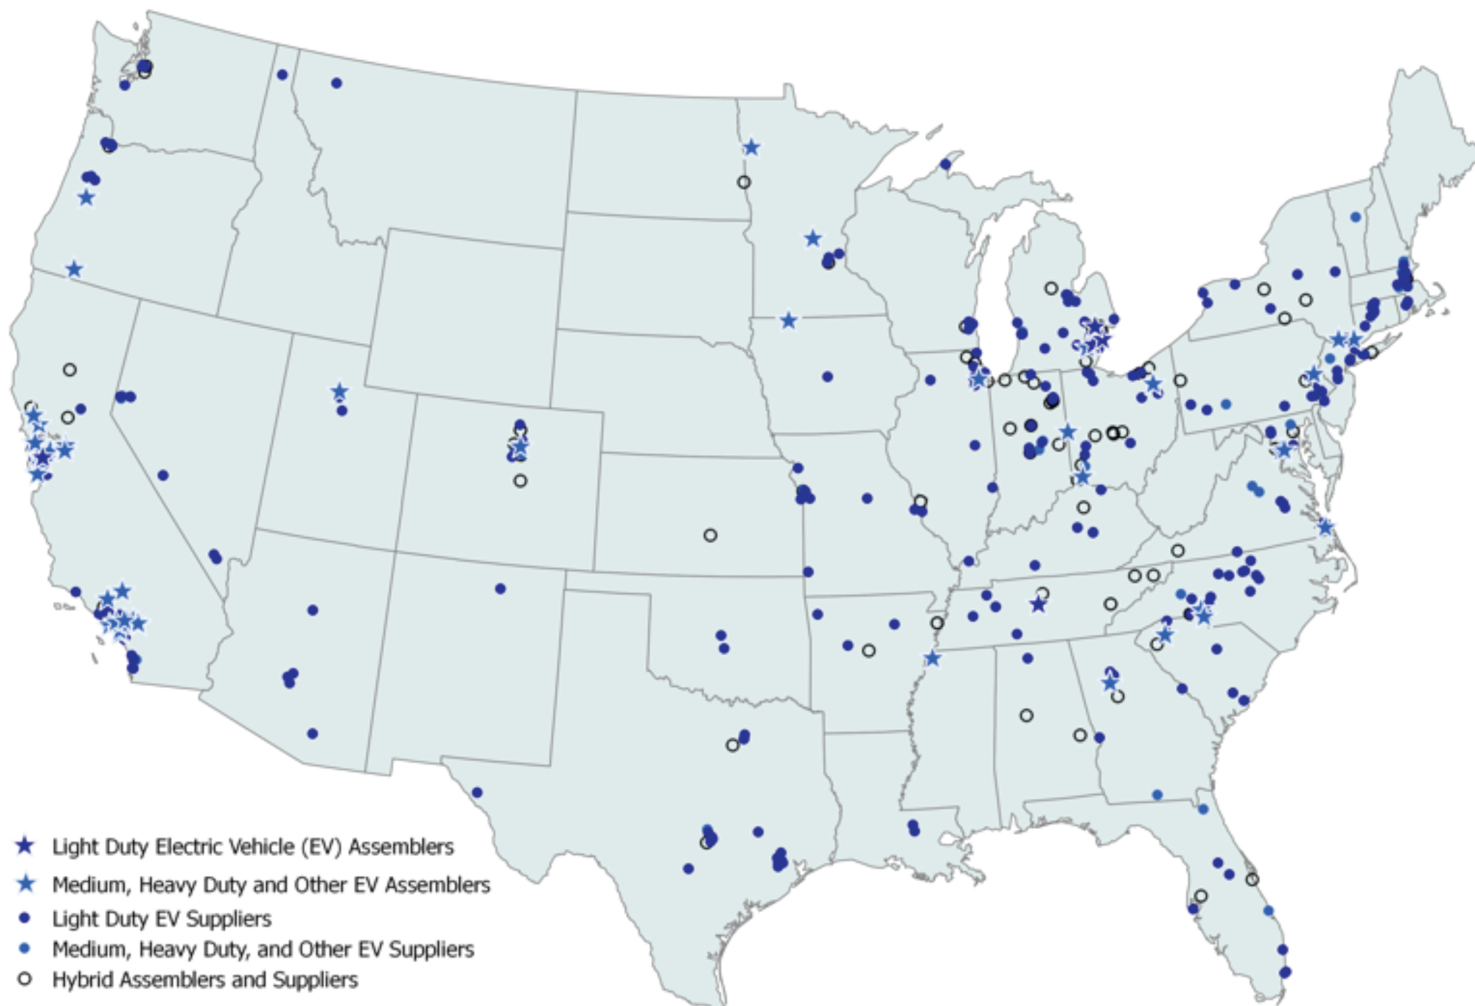 Light Duty Electric Vehicle (EV) Assemblers
Medium, Heavy Duty and Other EV Assemblers
Light Duty EV Suppliers
Medium, Heavy Duty, and Other EV Suppliers
Hybrid Assemblers and Suppliers